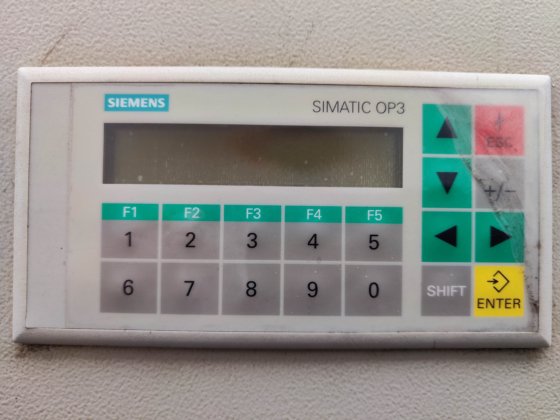 SIEMENS
SIMATIC OP3
ESC
+/-
F1 F2 F3 F4 F5
1 2 3 4 5
6 7 8 9 0
SHIFT
ENTER